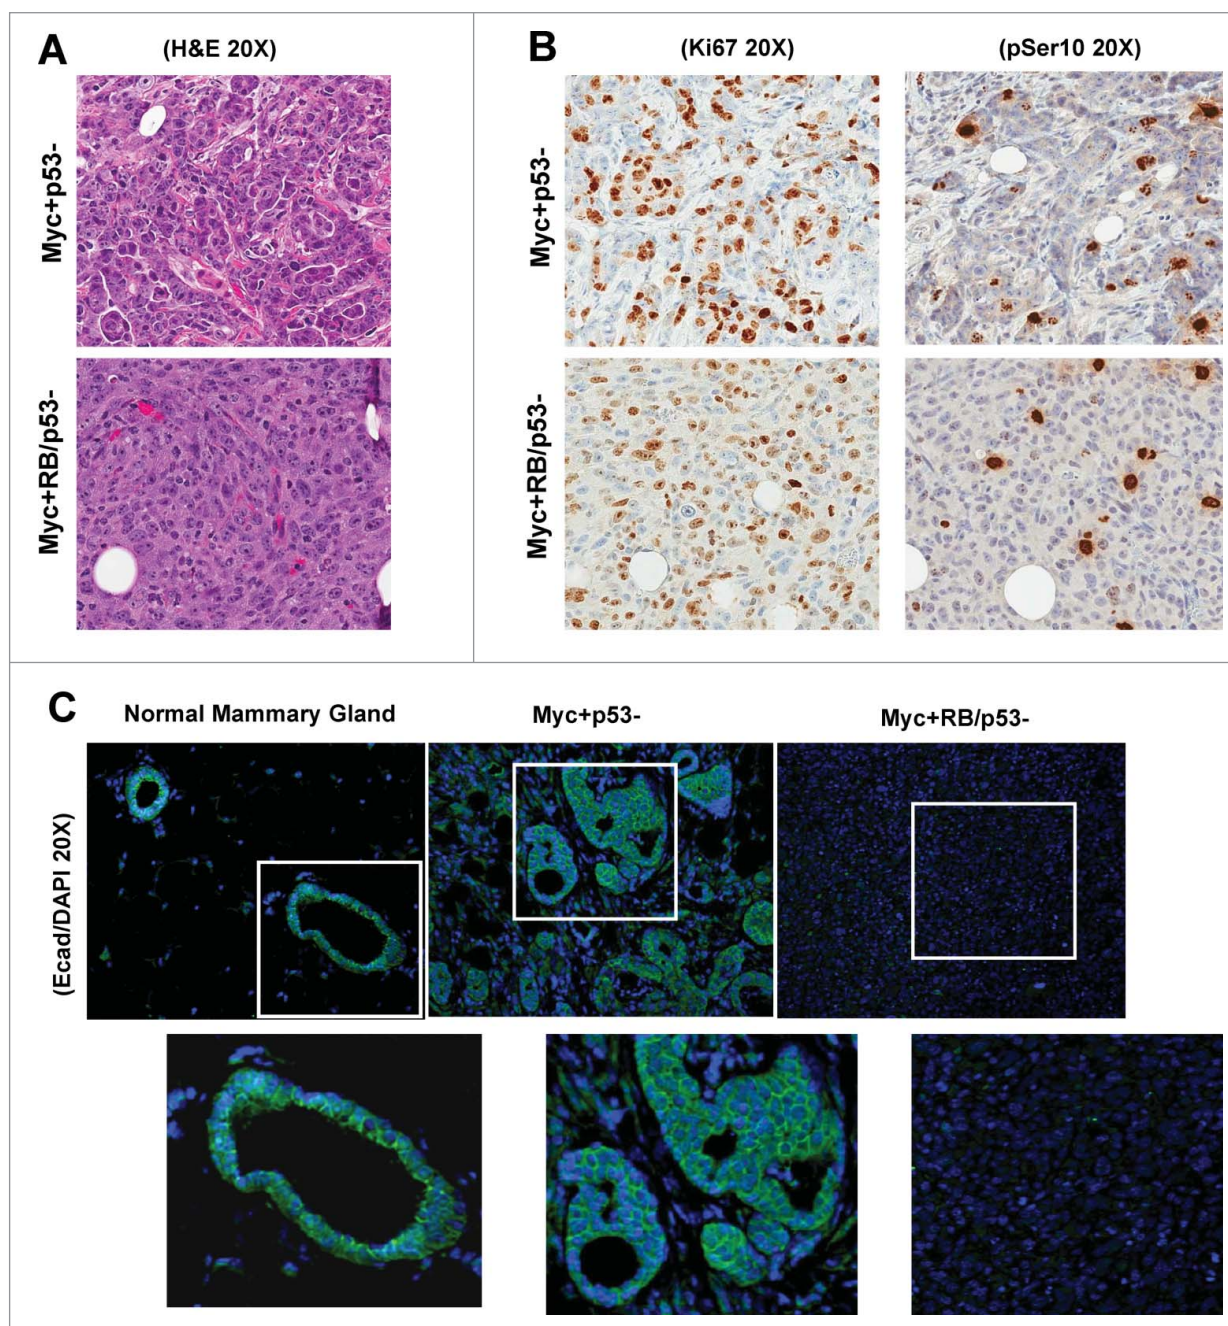 A
(H&E 20X)
Myc+p53-
Myc+RB/p53-
B
(Ki67 20X)
(pSer10 20X)
Myc+p53-
Myc+RB/p53-
C
Normal Mammary Gland
Myc+p53-
Myc+RB/p53-
(Ecad/DAPI 20X)